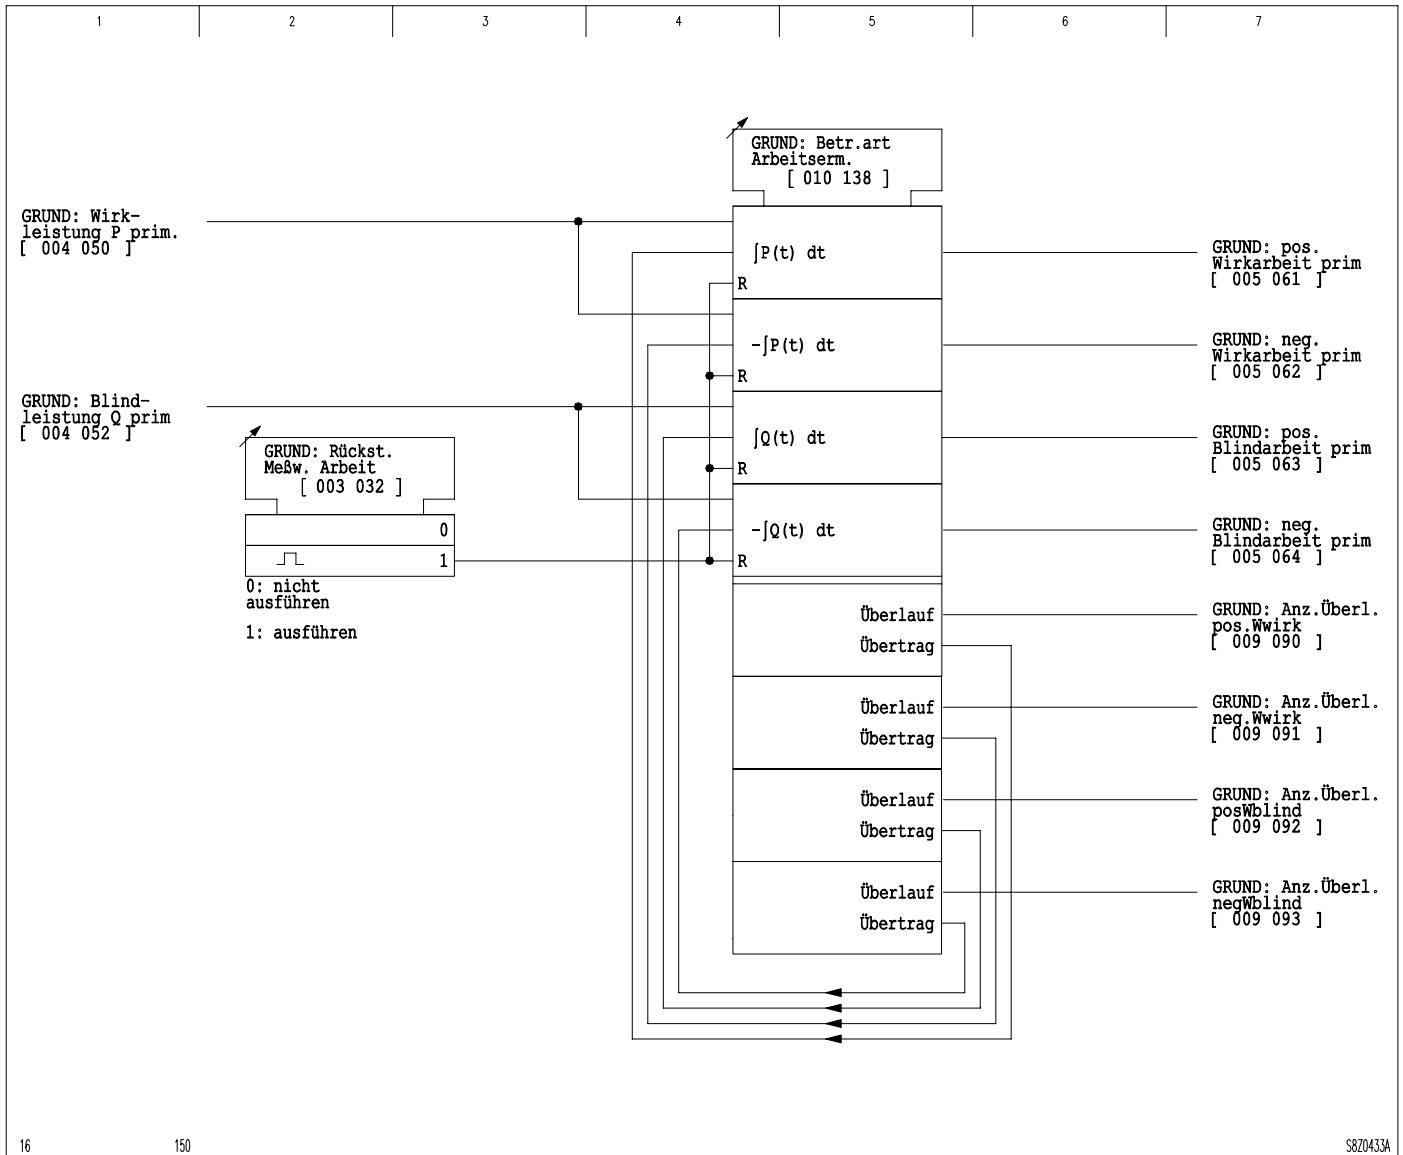 1 2 3 4 5 6 7
GRUND: Betr.art
Arbeitserm.
[ 010 138 ]
GRUND: Wirk-
leistung P prim.
[ 004 050 ]
∫P(t) dt
R
GRUND: pos.
Wirkarbeit prim
[ 005 061 ]
-∫P(t) dt
R
GRUND: neg.
Wirkarbeit prim
[ 005 062 ]
GRUND: Blind-
leistung Q prim
[ 004 052 ]
∫Q(t) dt
R
GRUND: pos.
Blindarbeit prim
[ 005 063 ]
GRUND: Rückst.
Meßw. Arbeit
[ 003 032 ]
0
1
0: nicht
ausführen
1: ausführen
-∫Q(t) dt
R
GRUND: neg.
Blindarbeit prim
[ 005 064 ]
Überlauf
Übertrag
GRUND: Anz.Überl.
pos.Wwirk
[ 009 090 ]
Überlauf
Übertrag
GRUND: Anz.Überl.
neg.Wwirk
[ 009 091 ]
Überlauf
Übertrag
GRUND: Anz.Überl.
posWblind
[ 009 092 ]
Überlauf
Übertrag
GRUND: Anz.Überl.
negWblind
[ 009 093 ]
16 150 S8Z0433A